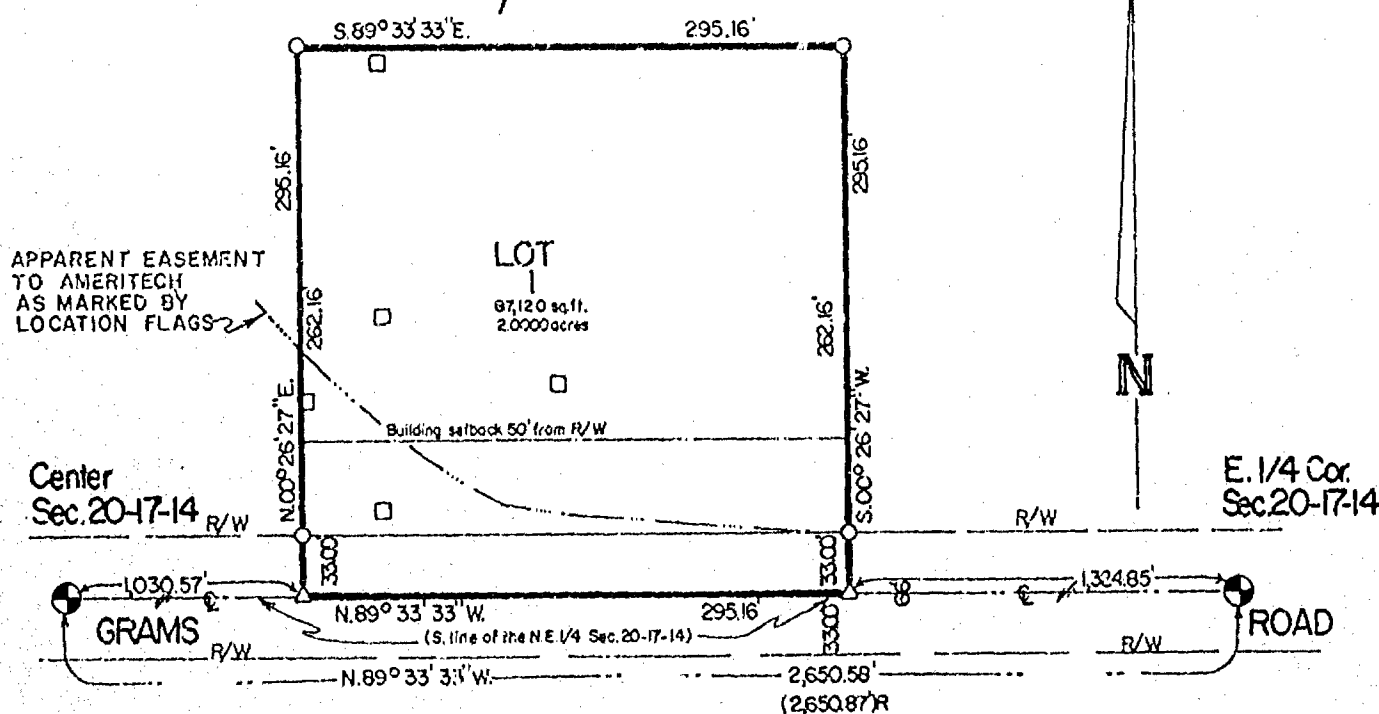 S.89° 33' 33" E. 295.16'
295.16'
295.16'
APPARENT EASEMENT
TO AMERITECH
AS MARKED BY
LOCATION FLAGS
LOT
1
87,120 sq.ft.
2.0000 acres
262.16'
262.16'
N.00° 26' 27" E.
S.00° 26' 27" W.
Building setback 50' from R/W
Center
Sec. 20-17-14
E. 1/4 Cor.
Sec. 20-17-14
N
R/W
R/W
33.00
33.00'
1,030.57'
66'
1,324.85'
N.89° 33' 33" W. 295.16'
GRAMS
(S. line of the N.E. 1/4 Sec. 20-17-14)
33.00'
ROAD
R/W
R/W
N.89° 33' 33" W. 2,650.58'
(2,650.87')R